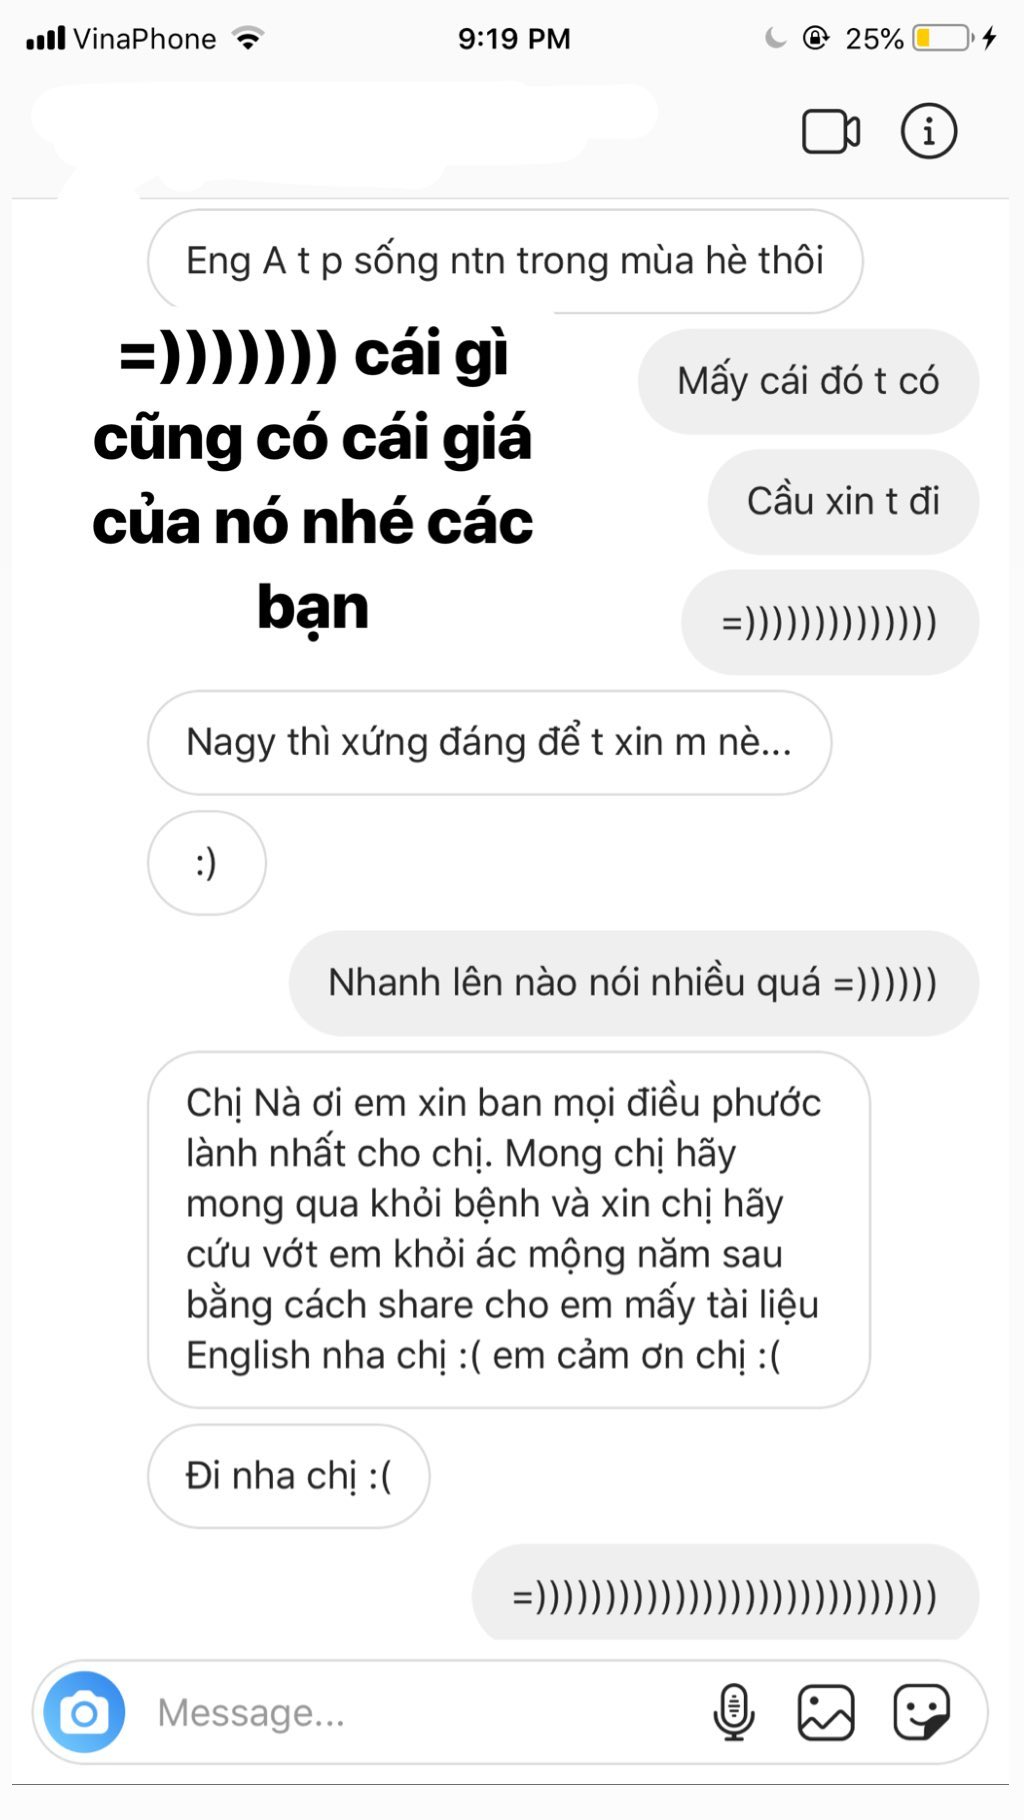 VinaPhone 9:19 PM 25%
Eng A t p sống ntn trong mùa hè thôi
=))))))) cái gì
cũng có cái giá
của nó nhé các
bạn
Mấy cái đó t có
Cầu xin t đi
=))))))))))))))
Nagy thì xứng đáng để t xin m nè...
:)
Nhanh lên nào nói nhiều quá =))))))
Chị Nà ơi em xin ban mọi điều phước
lành nhất cho chị. Mong chị hãy
mong qua khỏi bệnh và xin chị hãy
cứu vớt em khỏi ác mộng năm sau
bằng cách share cho em mấy tài liệu
English nha chị :( em cảm ơn chị :(
Đi nha chị :(
=)))))))))))))))))))))))))))))
Message...